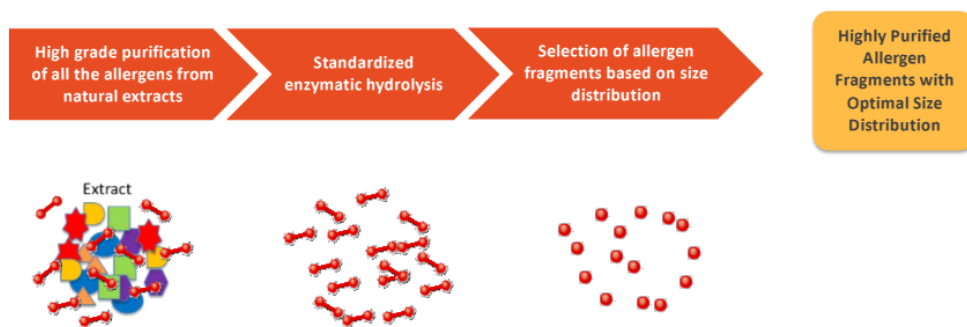 High grade purification
of all the allergens from
natural extracts
Standardized
enzymatic hydrolysis
Selection of allergen
fragments based on size
distribution
Highly Purified
Allergen
Fragments with
Optimal Size
Distribution
Extract